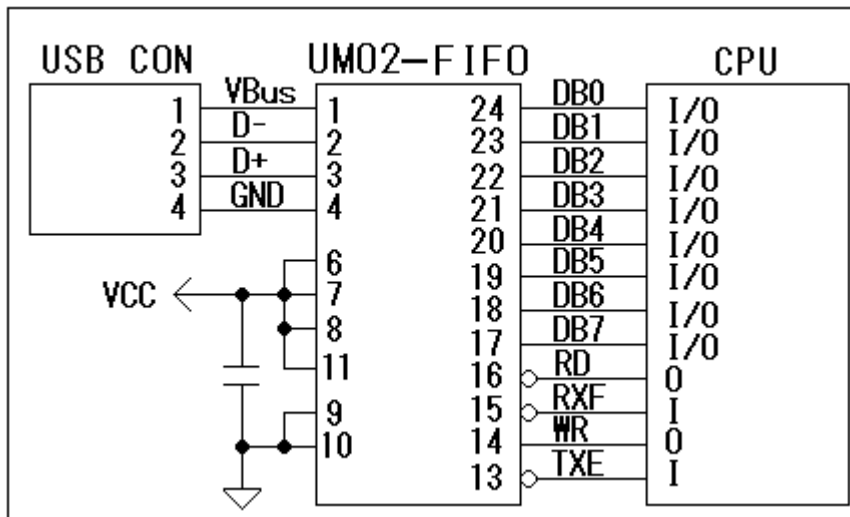 USB CON UM02-FIFO CPU
1 VBus 1 24 DB0 I/O
2 D- 2 23 DB1 I/O
3 D+ 3 22 DB2 I/O
4 GND 4 21 DB3 I/O
20 DB4 I/O
6 19 DB5 I/O
VCC 7 18 DB6 I/O
8 17 DB7 I/O
11 16 RD O
9 15 RXF I
10 14 WR O
13 TXE I